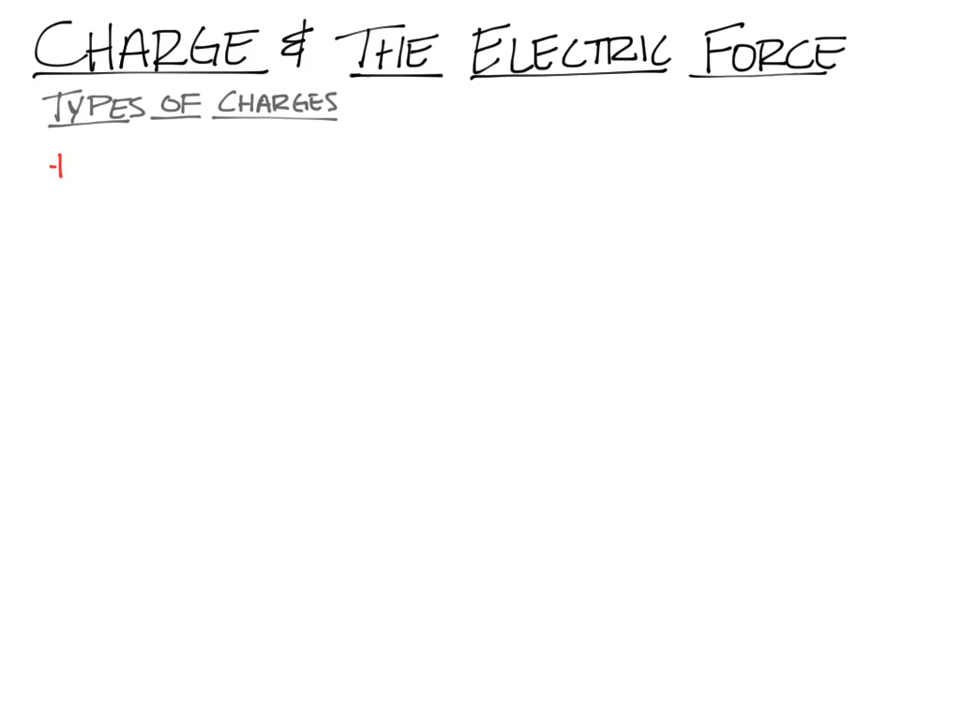 CHARGE & THE ELECTRIC FORCE
TYPES OF CHARGES